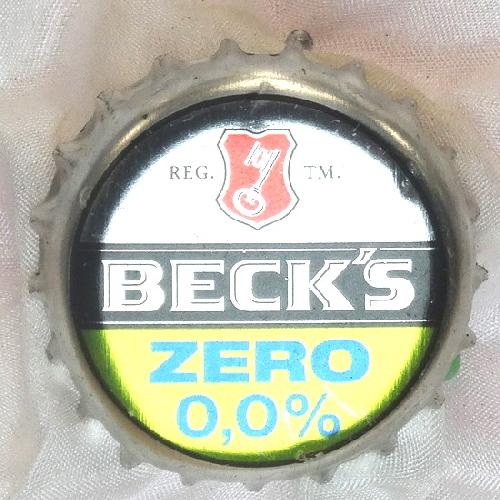 REG. TM.
BECK'S
ZERO
0,0%